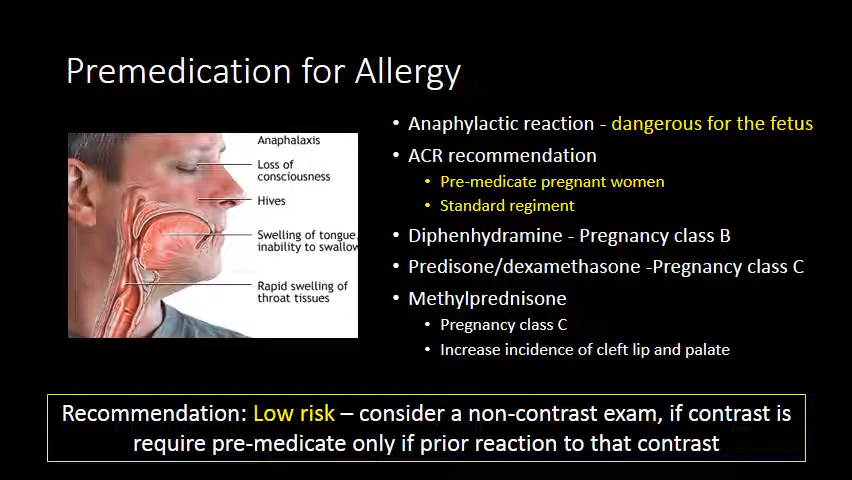 Premedication for Allergy
Anaphalaxis
Loss of
consciousness
Hives
Swelling of tongue,
inability to swallow
Rapid swelling of
throat tissues
• Anaphylactic reaction - dangerous for the fetus
• ACR recommendation
• Pre-medicate pregnant women
• Standard regiment
• Diphenhydramine - Pregnancy class B
• Predisone/dexamethasone -Pregnancy class C
• Methylprednisone
• Pregnancy class C
• Increase incidence of cleft lip and palate
Recommendation: Low risk – consider a non-contrast exam, if contrast is
require pre-medicate only if prior reaction to that contrast